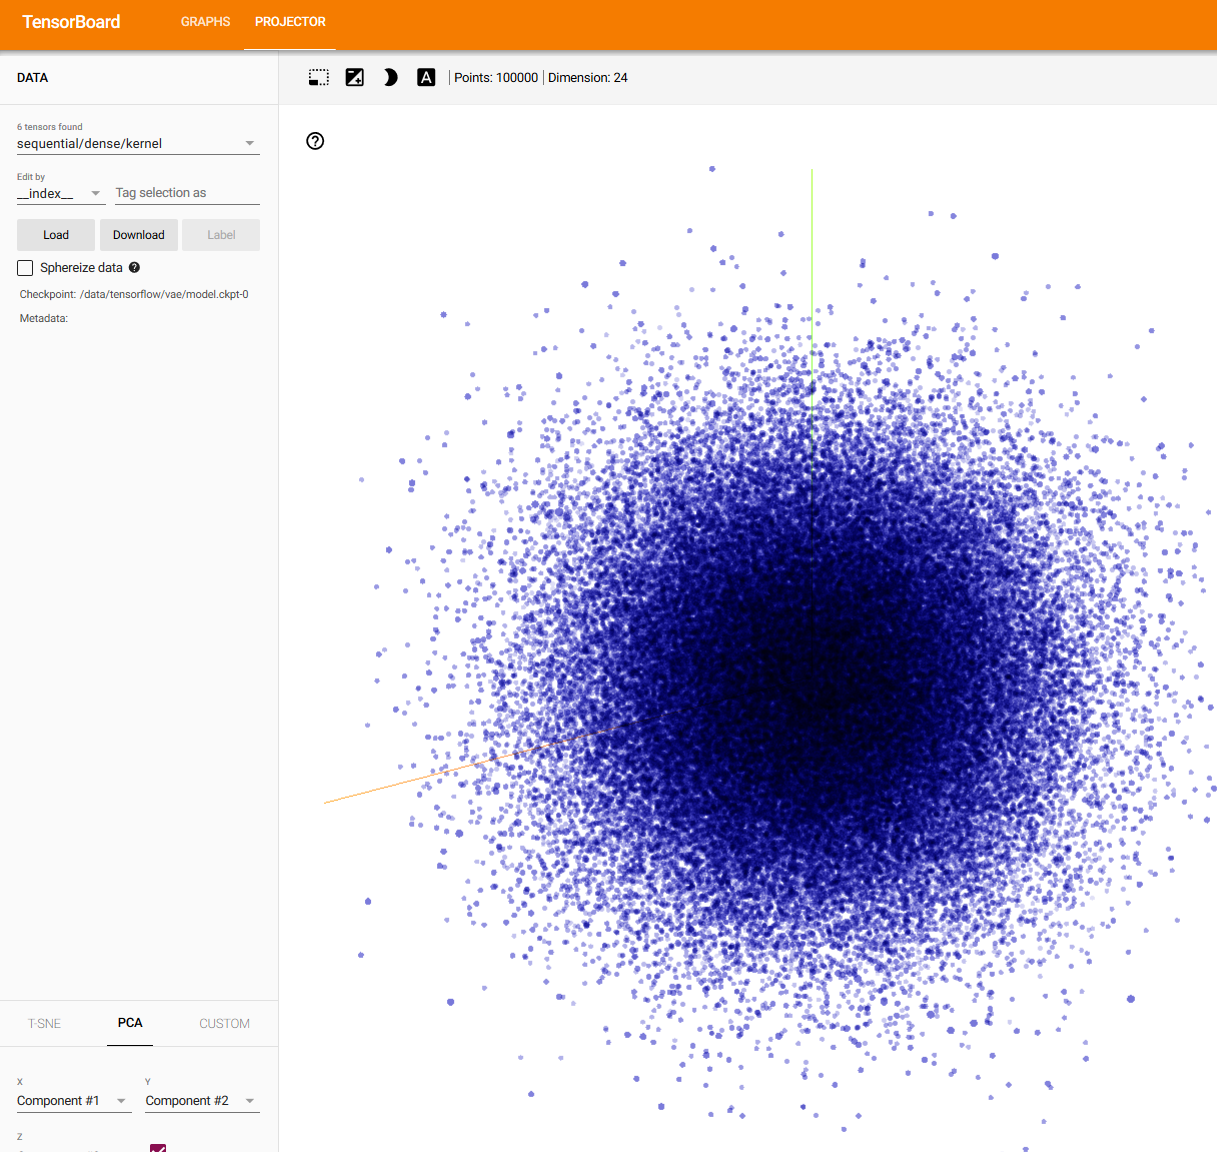 TensorBoard GRAPHS PROJECTOR
DATA
Points: 100000 Dimension: 24
6 tensors found
sequential/dense/kernel
Edit by
__index__ Tag selection as
Load Download Label
Sphereize data
Checkpoint: /data/tensorflow/vae/model.ckpt-0
Metadata:
T-SNE PCA CUSTOM
X Y
Component #1 Component #2
Z